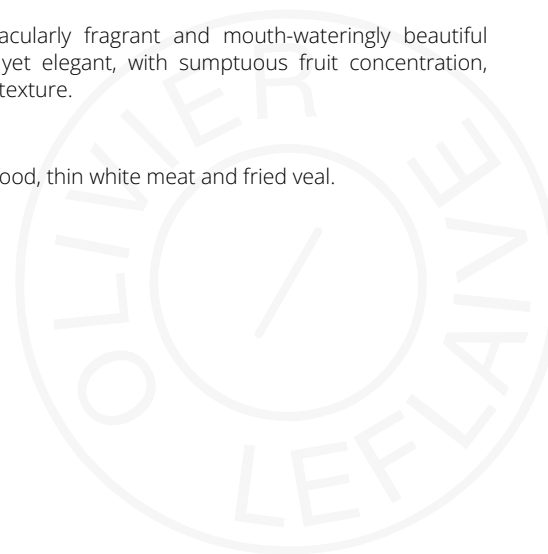 acularly fragrant and mouth-wateringly beautiful
yet elegant, with sumptuous fruit concentration,
texture.
ood, thin white meat and fried veal.
OLIVIER
LEFLAIVE